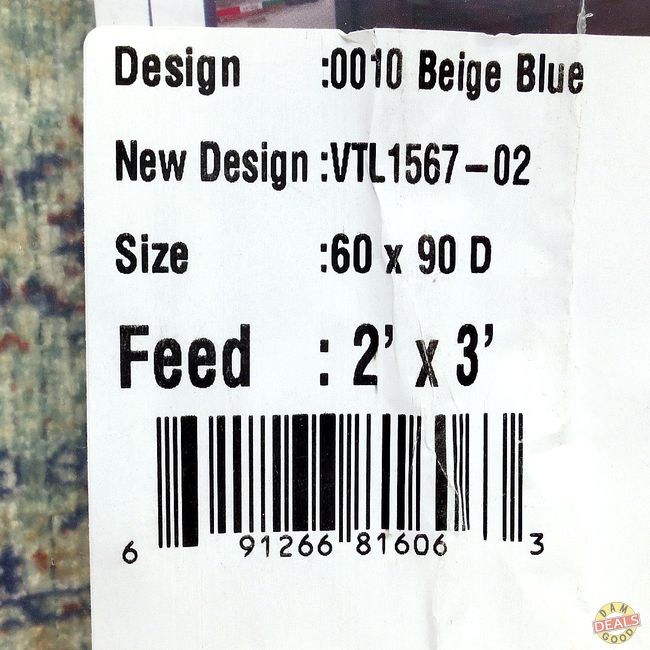 Design :0010 Beige Blue
New Design :VTL1567-02
Size :60 x 90 D
Feed : 2' x 3'
6 91266 81606 3
DAM
DEALS
GOOD